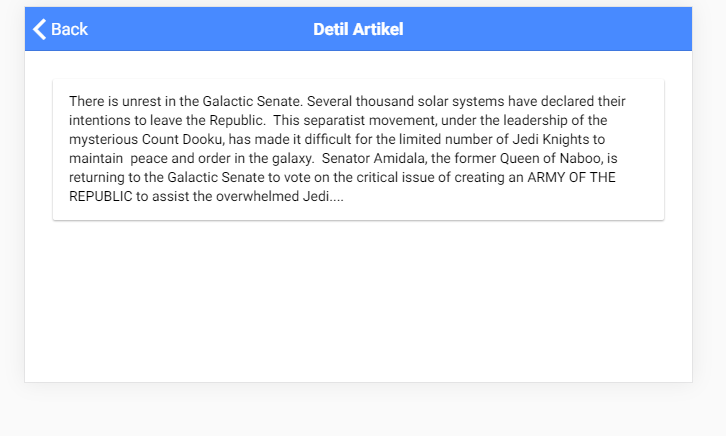 Back
Detil Artikel
There is unrest in the Galactic Senate. Several thousand solar systems have declared their
intentions to leave the Republic.  This separatist movement, under the leadership of the
mysterious Count Dooku, has made it difficult for the limited number of Jedi Knights to
maintain  peace and order in the galaxy.  Senator Amidala, the former Queen of Naboo, is
returning to the Galactic Senate to vote on the critical issue of creating an ARMY OF THE
REPUBLIC to assist the overwhelmed Jedi....